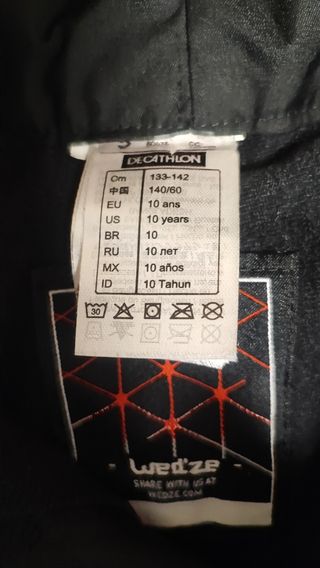 DECATHLON
Cm 133-142
中国 140/60
EU 10 ans
US 10 years
BR 10
RU 10 лет
MX 10 años
ID 10 Tahun
30
wed'ze
SHARE WITH US AT
WEDZE.COM